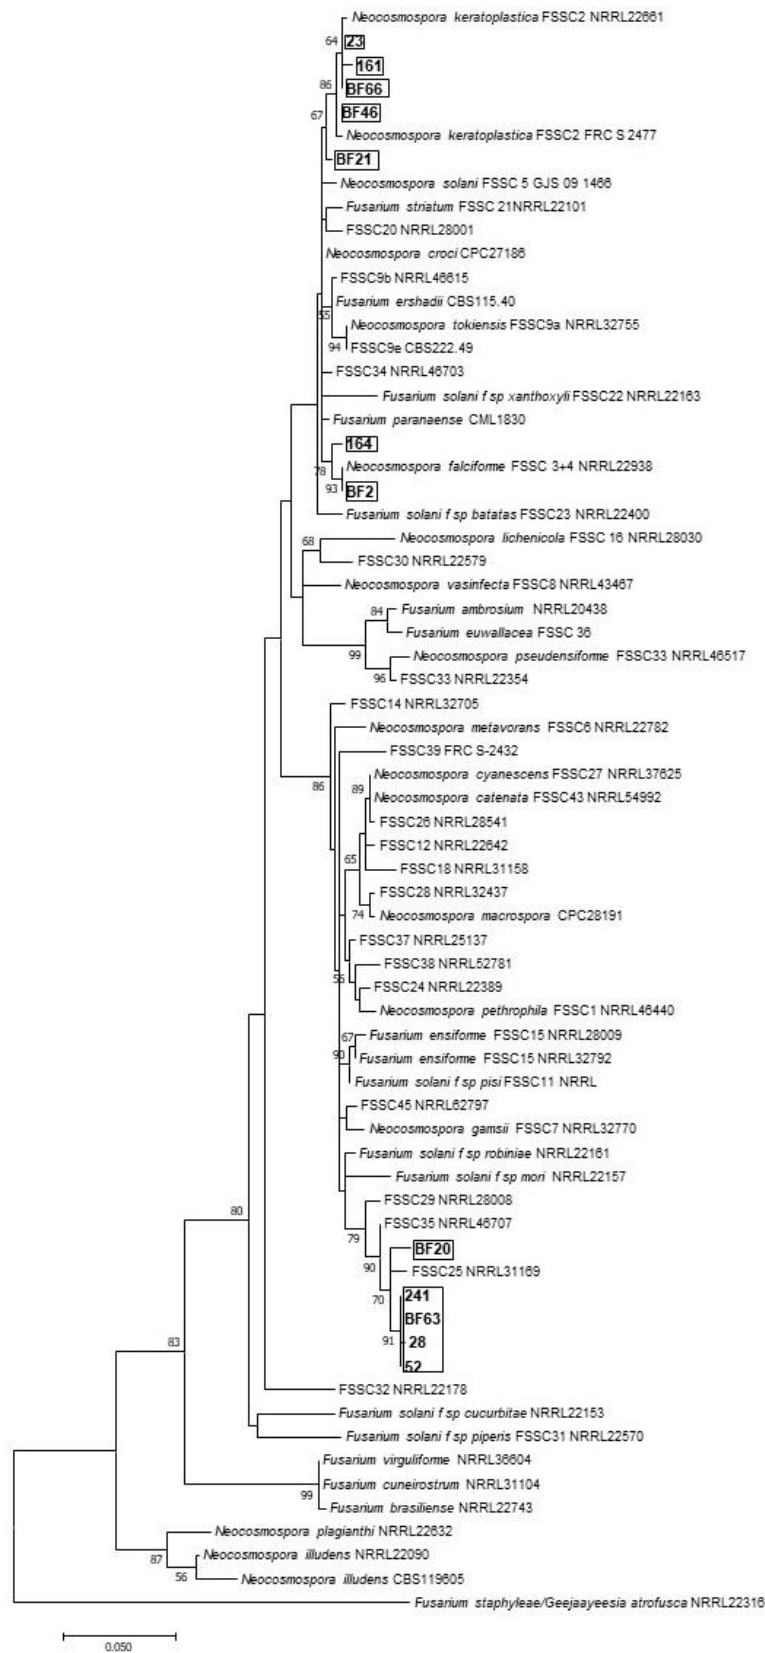 Neocosmospora keratoplastica FSSC2 NRRL22661
64
23
161
86
BF66
67
BF46
Neocosmospora keratoplastica FSSC2 FRC S 2477
BF21
Neocosmospora solani FSSC 5 GJS 09 1466
Fusarium striatum FSSC 21NRRL22101
FSSC20 NRRL28001
Neocosmospora croci CPC27186
FSSC9b NRRL46615
Fusarium ershadii CBS115.40
55
Neocosmospora tokiensis FSSC9a NRRL32755
94
FSSC9e CBS222.49
FSSC34 NRRL46703
Fusarium solani f sp xanthoxyli FSSC22 NRRL22163
Fusarium paranaense CML1830
164
78
Neocosmospora falciforme FSSC 3+4 NRRL22938
93
BF2
Fusarium solani f sp batatas FSSC23 NRRL22400
68
Neocosmospora lichenicola FSSC 16 NRRL28030
FSSC30 NRRL22579
Neocosmospora vasinfecta FSSC8 NRRL43467
84
Fusarium ambrosium NRRL20438
Fusarium euwallacea FSSC 36
99
Neocosmospora pseudensiforme FSSC33 NRRL46517
96
FSSC33 NRRL22354
FSSC14 NRRL32705
Neocosmospora metavorans FSSC6 NRRL22782
FSSC39 FRC S-2432
86
Neocosmospora cyanescens FSSC27 NRRL37625
89
Neocosmospora catenata FSSC43 NRRL54992
FSSC26 NRRL28541
FSSC12 NRRL22642
65
FSSC18 NRRL31158
FSSC28 NRRL32437
74
Neocosmospora macrospora CPC28191
FSSC37 NRRL25137
FSSC38 NRRL52781
56
FSSC24 NRRL22389
Neocosmospora pethrophila FSSC1 NRRL46440
67
Fusarium ensiforme FSSC15 NRRL28009
90
Fusarium ensiforme FSSC15 NRRL32792
Fusarium solani f sp pisi FSSC11 NRRL
FSSC45 NRRL62797
Neocosmospora gamsii FSSC7 NRRL32770
Fusarium solani f sp robiniae NRRL22161
Fusarium solani f sp mori NRRL22157
FSSC29 NRRL28008
80
FSSC35 NRRL46707
79
BF20
90
FSSC25 NRRL31169
70
241
BF63
91
28
83
52
FSSC32 NRRL22178
Fusarium solani f sp cucurbitae NRRL22153
Fusarium solani f sp piperis FSSC31 NRRL22570
Fusarium virguliforme NRRL36604
Fusarium cuneirostrum NRRL31104
99
Fusarium brasiliense NRRL22743
Neocosmospora plagianthi NRRL22632
87
Neocosmospora illudens NRRL22090
56
Neocosmospora illudens CBS119605
Fusarium staphyleae/Geejaayeesia atrofusca NRRL22316
0.050